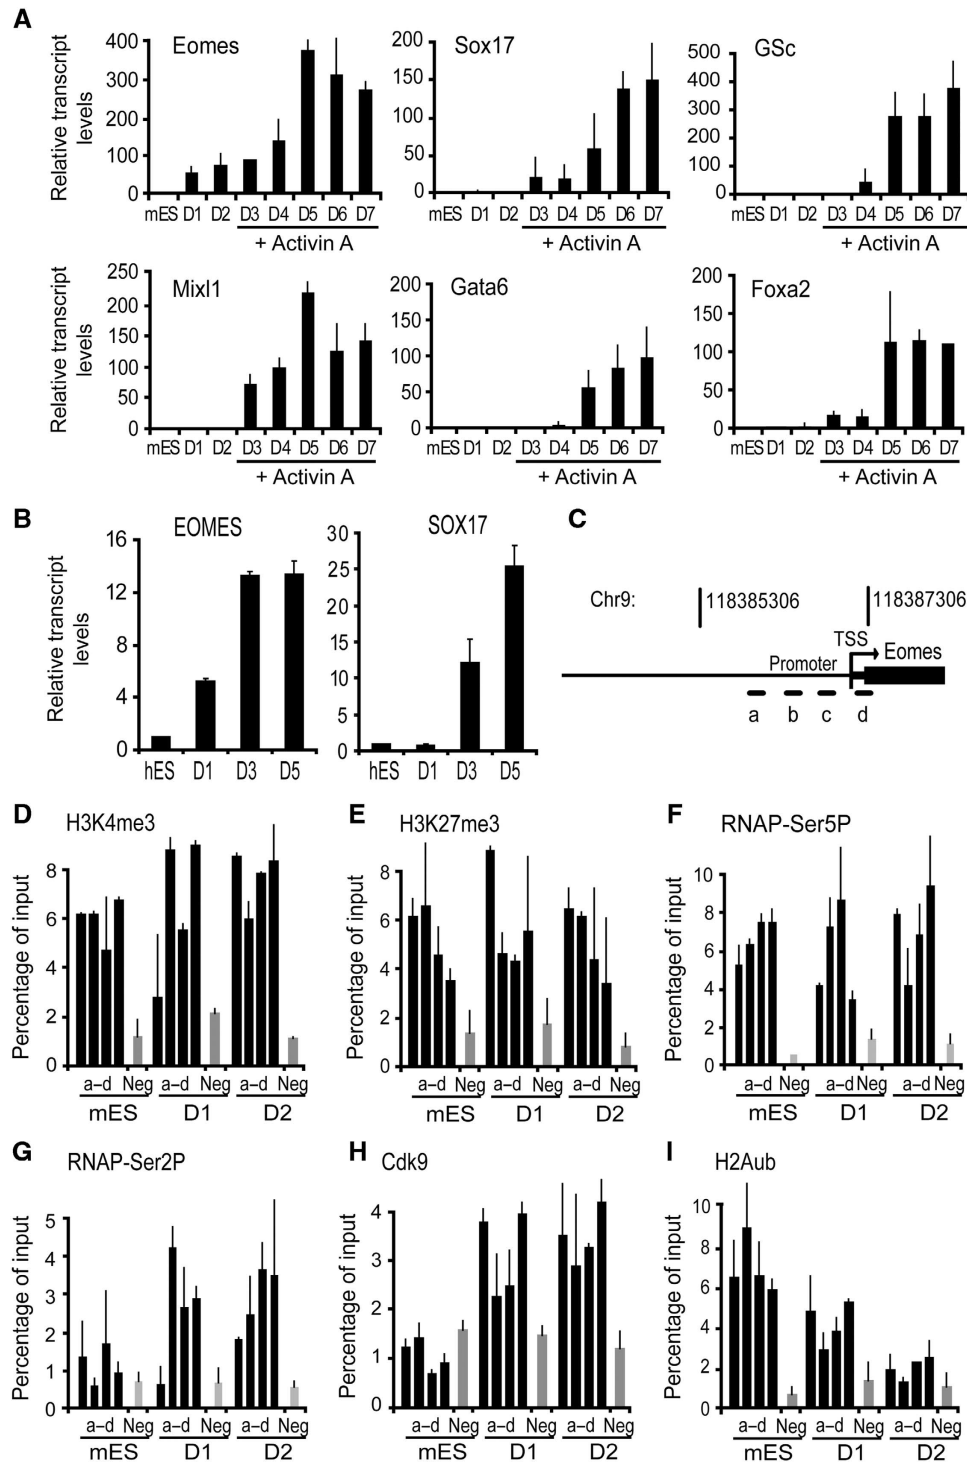 A
Relative transcript levels
Eomes
400
300
200
100
0
mES D1 D2 D3 D4 D5 D6 D7
+ Activin A
Sox17
200
150
100
50
0
mES D1 D2 D3 D4 D5 D6 D7
+ Activin A
GSc
500
400
300
200
100
0
mES D1 D2 D3 D4 D5 D6 D7
+ Activin A
Relative transcript levels
Mixl1
250
200
150
100
50
0
mES D1 D2 D3 D4 D5 D6 D7
+ Activin A
Gata6
200
150
100
50
0
mES D1 D2 D3 D4 D5 D6 D7
+ Activin A
Foxa2
200
150
100
50
0
mES D1 D2 D3 D4 D5 D6 D7
+ Activin A
B
Relative transcript levels
EOMES
16
12
8
4
0
hES D1 D3 D5
SOX17
30
25
20
15
10
5
0
hES D1 D3 D5
C
Chr9: 118385306 118387306
TSS
Promoter Eomes
a b c d
D
H3K4me3
Percentage of input
8
6
4
2
0
a–d Neg a–d Neg a–d Neg
mES D1 D2
E
H3K27me3
Percentage of input
8
6
4
2
0
a–d Neg a–d Neg a–d Neg
mES D1 D2
F
RNAP-Ser5P
Percentage of input
10
8
6
4
2
0
a–d Neg a–d Neg a–d Neg
mES D1 D2
G
RNAP-Ser2P
Percentage of input
5
4
3
2
1
0
a–d Neg a–d Neg a–d Neg
mES D1 D2
H
Cdk9
Percentage of input
4
3
2
1
0
a–d Neg a–d Neg a–d Neg
mES D1 D2
I
H2Aub
Percentage of input
10
8
6
4
2
0
a–d Neg a–d Neg a–d Neg
mES D1 D2